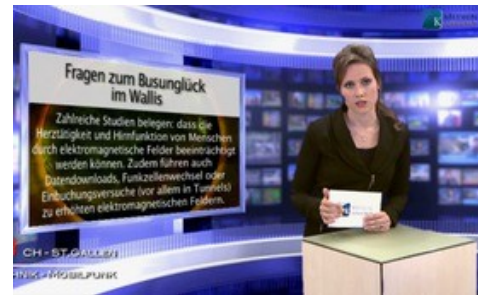 Fragen zum Busunglück
im Wallis
Zahlreiche Studien belegen: dass die
Herztätigkeit und Hirnfunktion von Menschen
durch elektromagnetische Felder beeinträchtigt
werden können. Zudem führen auch
Datendownloads, Funkzellenwechsel oder
Einbuchungsversuche (vor allem in Tunnels)
zu erhöhten elektromagnetischen Feldern.
K
CH - ST.GALLEN
HNIK - MOBILFUNK